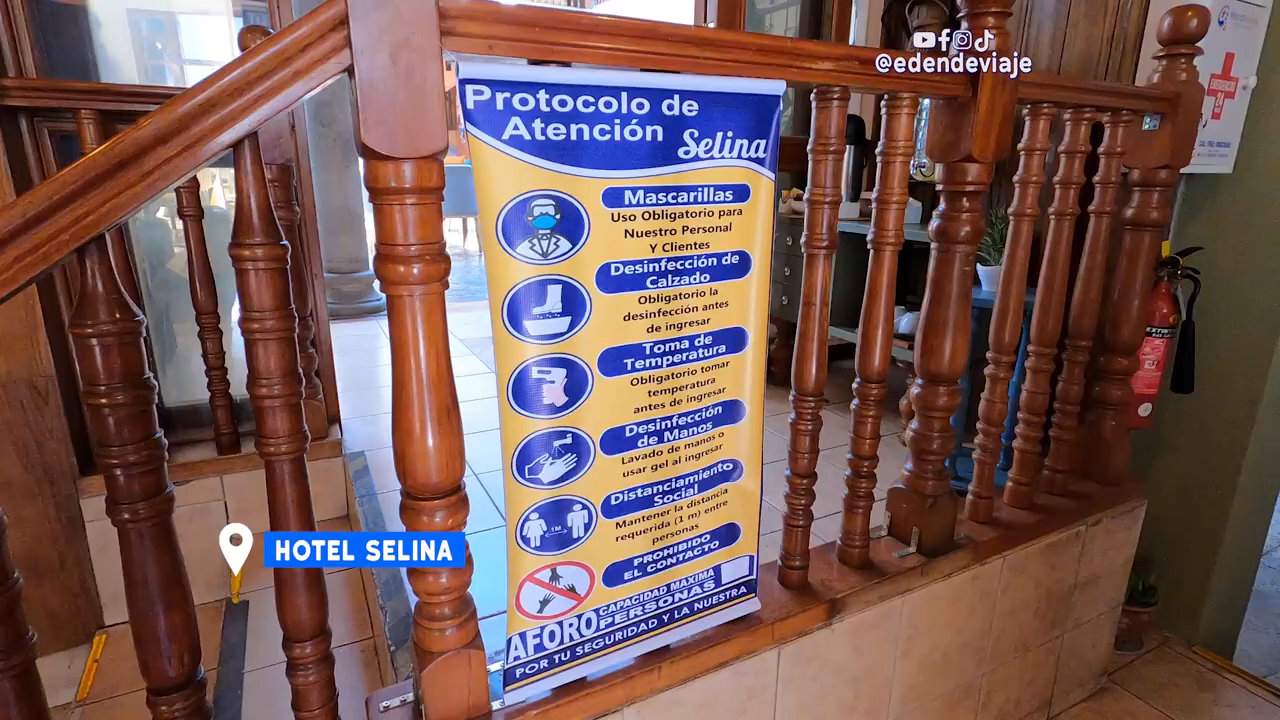 @edendeviaje
Protocolo de
Atención
Selina
Mascarillas
Uso Obligatorio para
Nuestro Personal
Y Clientes
Desinfección de
Calzado
Obligatorio la
desinfección antes
de ingresar
Toma de
Temperatura
Obligatorio tomar
temperatura
antes de ingresar
Desinfección
de Manos
Lavado de manos o
usar gel al ingresar
Distanciamiento
Social
1M
Mantener la distancia
requerida (1 m) entre
personas
PROHIBIDO
EL CONTACTO
AFORO
CAPACIDAD MAXIMA
PERSONAS
POR TU SEGURIDAD Y LA NUESTRA
HOTEL SELINA